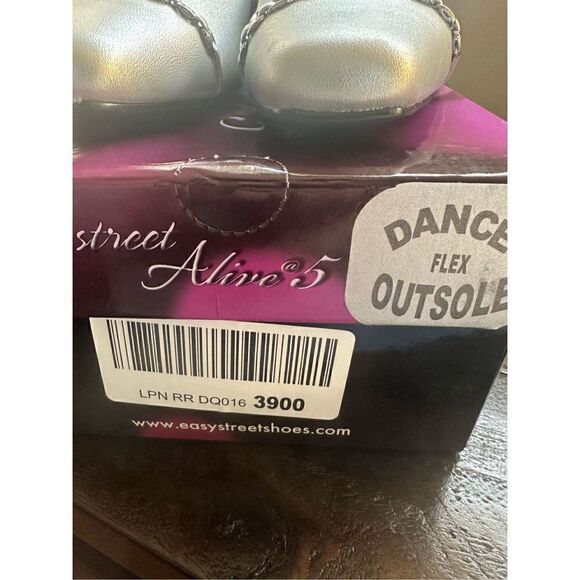 street
Alive@5
DANCE
FLEX
OUTSOLE
LPN RR DQ016 3900
www.easystreetshoes.com